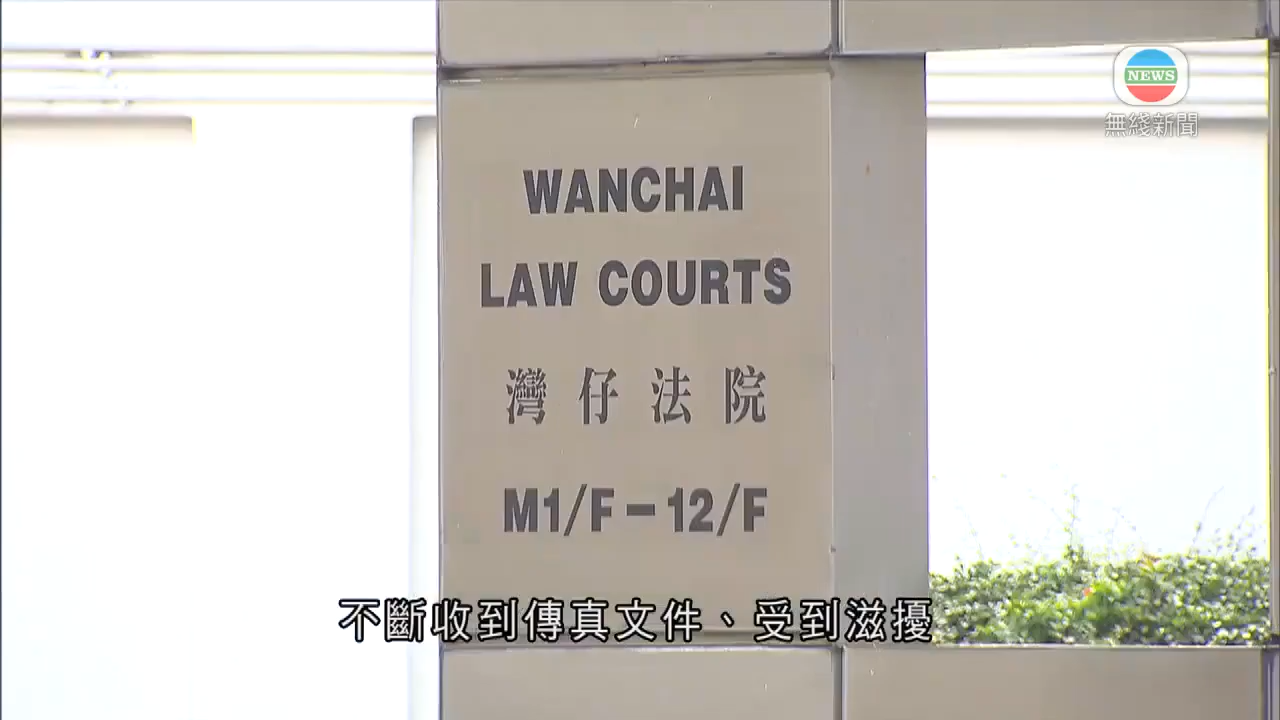 NEWS
無綫新聞
WANCHAI
LAW COURTS
灣仔法院
M1/F－12/F
不斷收到傳真文件、受到滋擾